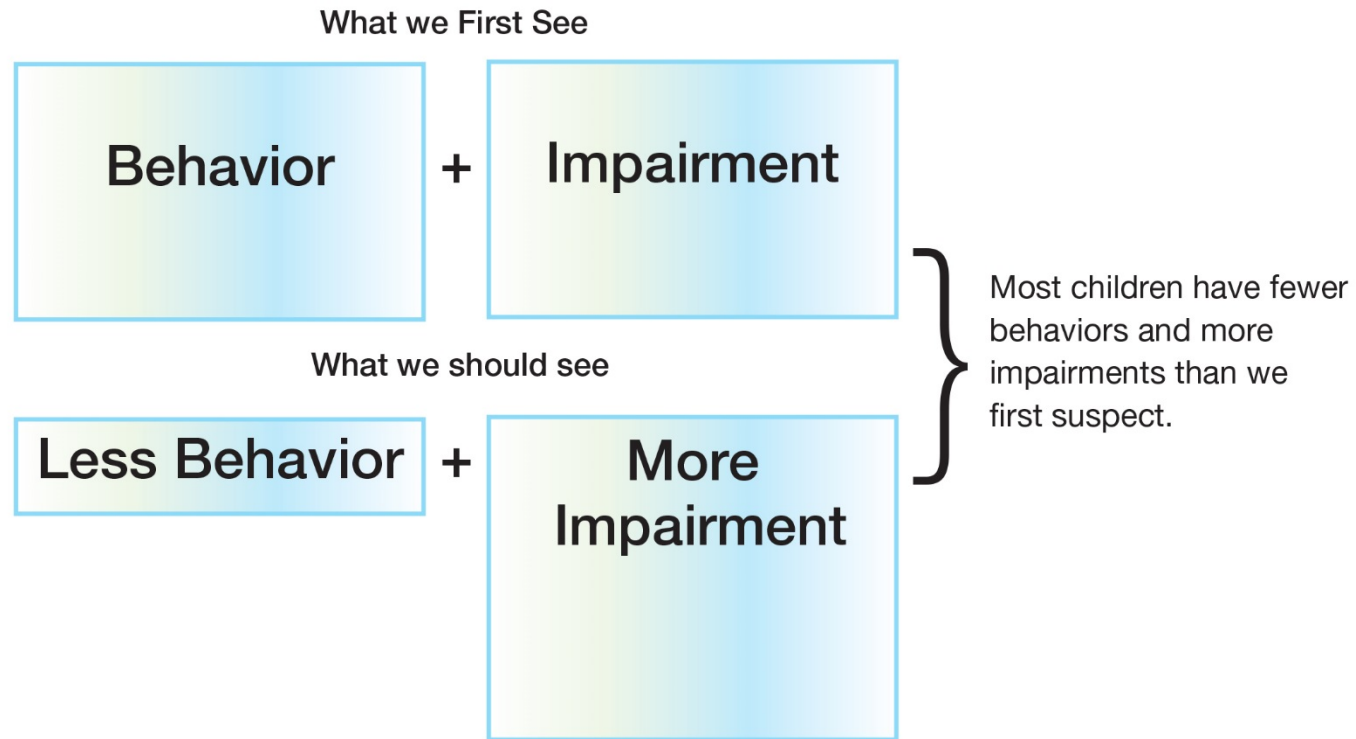 What we First See
Behavior + Impairment
What we should see
Less Behavior + More
Impairment
Most children have fewer
behaviors and more
impairments than we
first suspect.